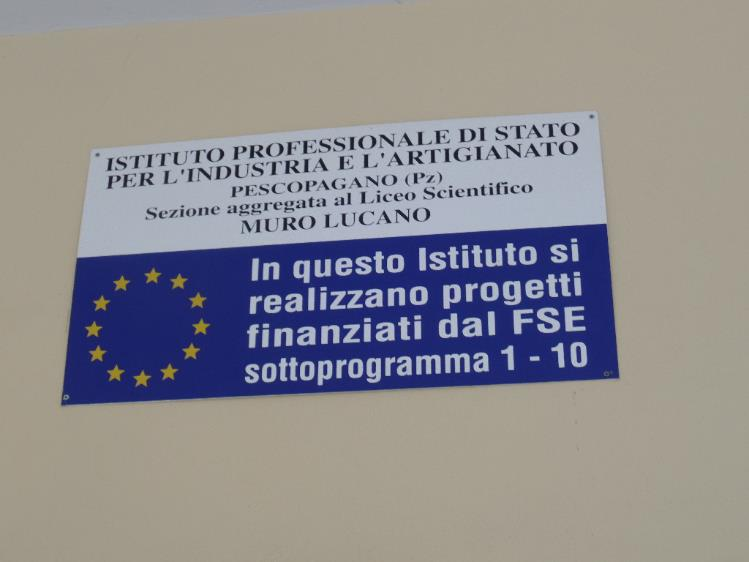 ISTITUTO PROFESSIONALE DI STATO
PER L'INDUSTRIA E L'ARTIGIANATO
PESCOPAGANO (Pz)
Sezione aggregata al Liceo Scientifico
MURO LUCANO
In questo Istituto si
realizzano progetti
finanziati dal FSE
sottoprogramma 1 - 10